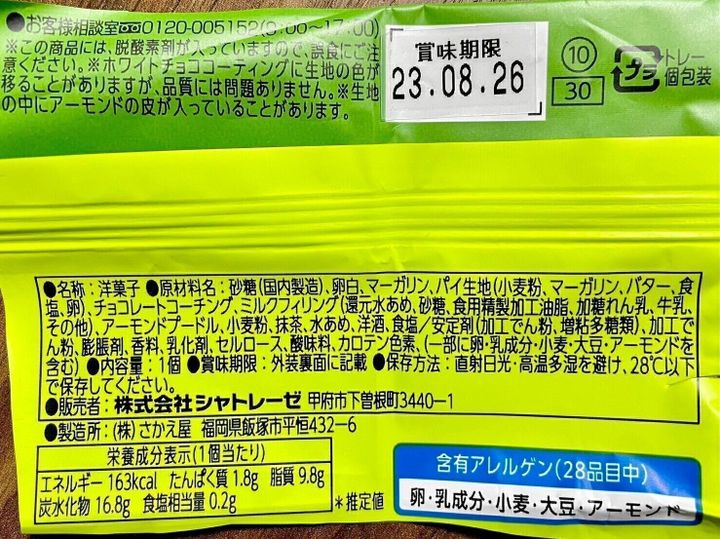 ●お客様相談室 0120-005152(8:00~17:00)
※この商品には、脱酸素剤が入っていますので、誤食にご注
意ください。※ホワイトチョココーティングに生地の色が
移ることがありますが、品質には問題ありません。※生地
の中にアーモンドの皮が入っていることがあります。
賞味期限
23.08.26
10
30
プラ
トレー
個包装
●名称：洋菓子 ●原材料名：砂糖(国内製造)、卵白、マーガリン、パイ生地(小麦粉、マーガリン、バター、食
塩、卵)、チョコレートコーチング、ミルクフィリング(還元水あめ、砂糖、食用精製加工油脂、加糖れん乳、牛乳、
その他)、アーモンドプードル、小麦粉、抹茶、水あめ、洋酒、食塩／安定剤(加工でん粉、増粘多糖類)、加工で
ん粉、膨脹剤、香料、乳化剤、セルロース、酸味料、カロテン色素、(一部に卵・乳成分・小麦・大豆・アーモンドを
含む) ●内容量：1個 ●賞味期限：外装裏面に記載 ●保存方法：直射日光・高温多湿を避け、28℃以下
で保存してください。
●販売者：株式会社シャトレーゼ 甲府市下曽根町3440-1
●製造所：(株)さかえ屋 福岡県飯塚市平恒432-6
栄養成分表示(1個当たり)
エネルギー 163kcal たんぱく質 1.8g 脂質 9.8g
炭水化物 16.8g 食塩相当量 0.2g
*推定値
含有アレルゲン(28品目中)
卵・乳成分・小麦・大豆・アーモンド